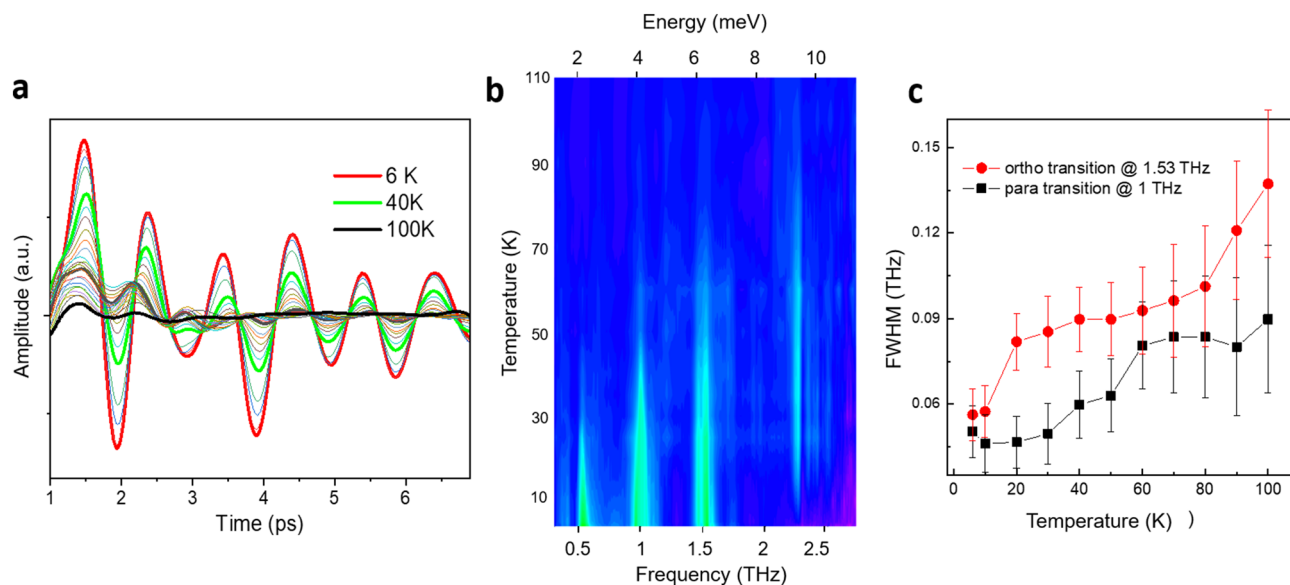 a
Amplitude (a.u.)
6 K
40K
100K
1 2 3 4 5 6
Time (ps)
b
Energy (meV)
2 4 6 8 10
Temperature (K)
110
90
70
50
30
10
0.5 1 1.5 2 2.5
Frequency (THz)
c
FWHM (THz)
0.15
0.12
0.09
0.06
ortho transition @ 1.53 THz
para transition @ 1 THz
0 20 40 60 80 100
Temperature (K) )